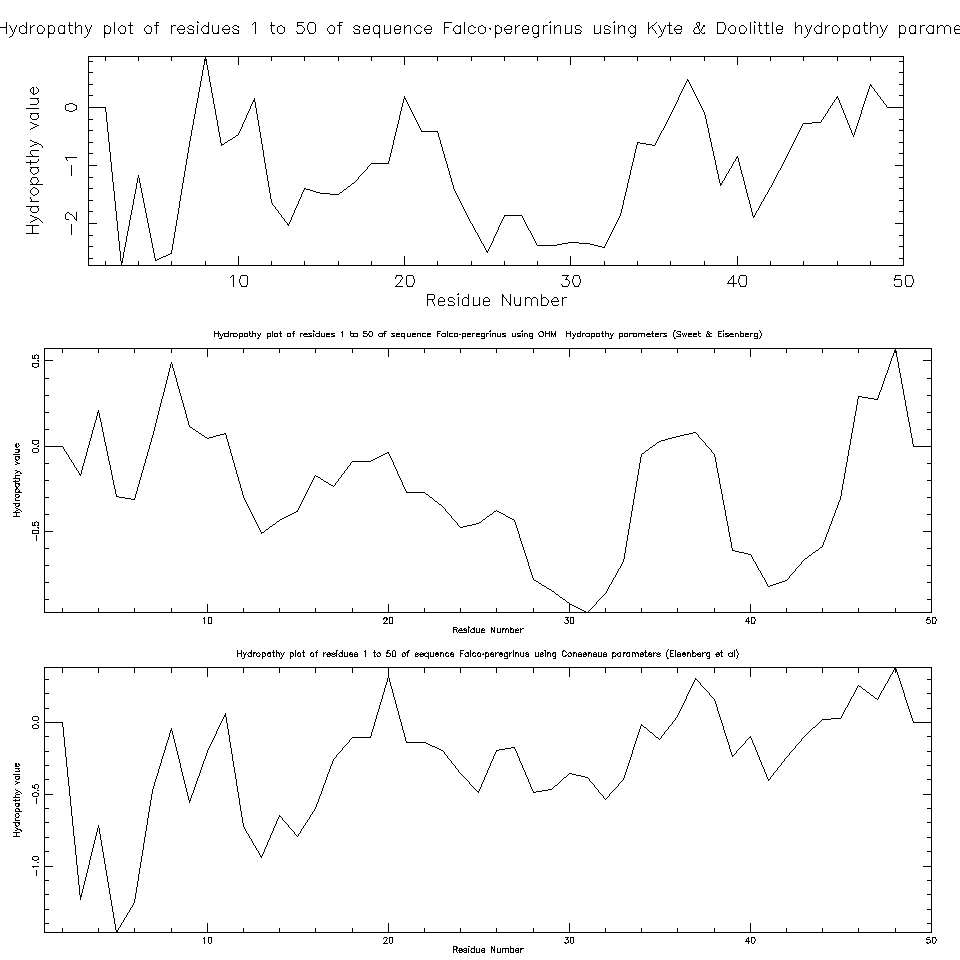 Hydropathy plot of residues 1 to 50 of sequence Falco-peregrinus using Kyte & Doolittle hydropathy parame
Hydropathy value
0
−1
−2
10 20 30 40 50
Residue Number
Hydropathy plot of residues 1 to 50 of sequence Falco-peregrinus using OHM Hydropathy parameters (Sweet & Eisenberg)
Hydropathy value
0.5
0.0
−0.5
10 20 30 40 50
Residue Number
Hydropathy plot of residues 1 to 50 of sequence Falco-peregrinus using Consensus parameters (Eisenberg et al)
Hydropathy value
0.0
−0.5
−1.0
10 20 30 40 50
Residue Number